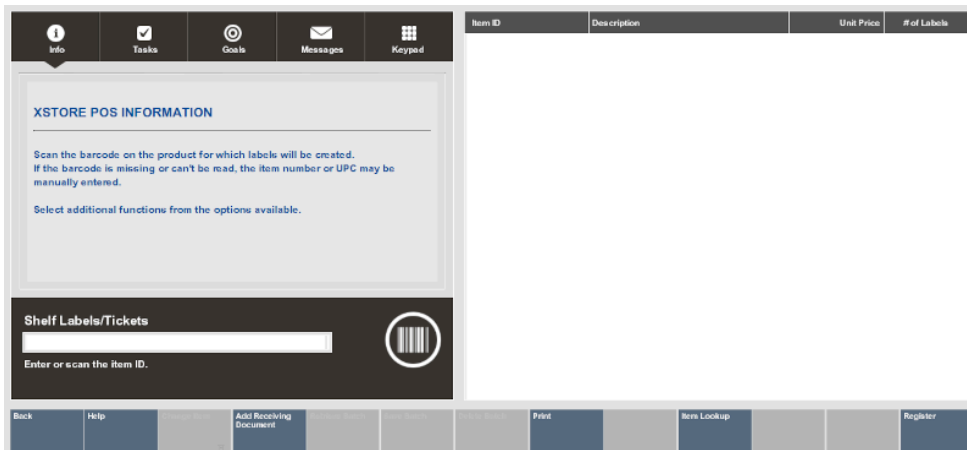 Info Tasks Goals Messages Keypad
XSTORE POS INFORMATION
Scan the barcode on the product for which labels will be created.
If the barcode is missing or can't be read, the item number or UPC may be
manually entered.
Select additional functions from the options available.
Shelf Labels/Tickets
Enter or scan the item ID.
Item ID Description Unit Price # of Labels
Back Help Add Receiving Print Item Lookup Register
Document